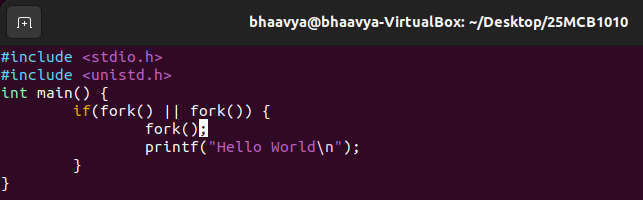 bhaavya@bhaavya-VirtualBox: ~/Desktop/25MCB1010
#include <stdio.h>
#include <unistd.h>
int main() {
        if(fork() || fork()) {
                fork();
                printf("Hello World\n");
        }
}